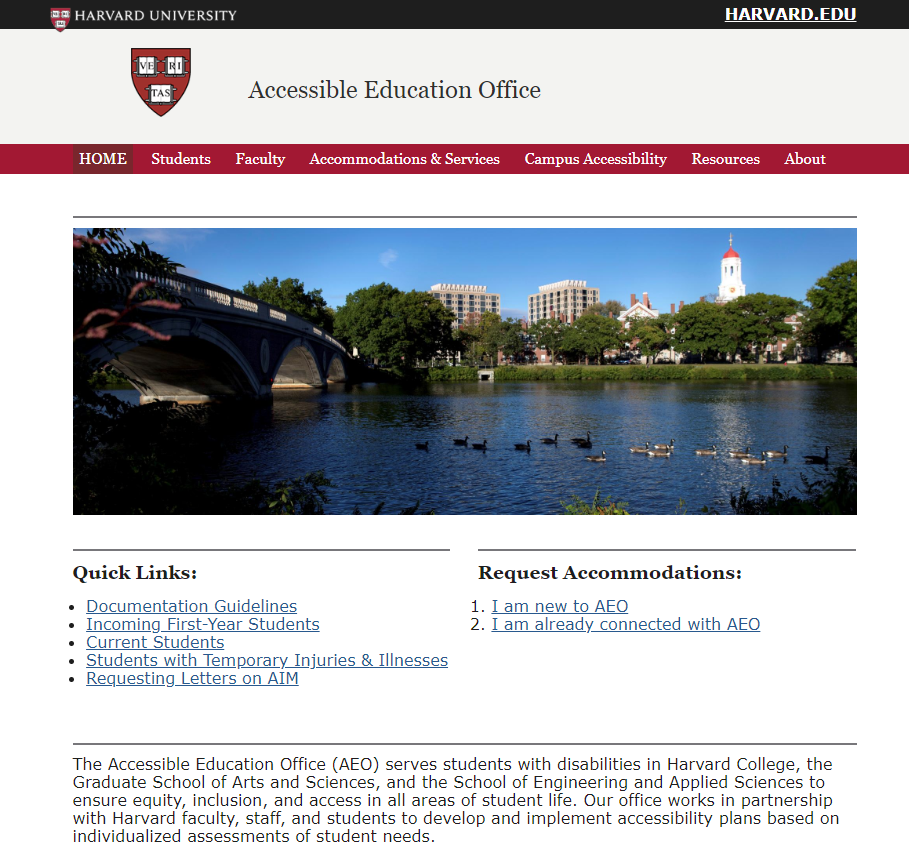 HARVARD UNIVERSITY
HARVARD.EDU
VE RI
TAS
Accessible Education Office
HOME Students Faculty Accommodations & Services Campus Accessibility Resources About
Quick Links:
Documentation Guidelines
Incoming First-Year Students
Current Students
Students with Temporary Injuries & Illnesses
Requesting Letters on AIM
Request Accommodations:
1. I am new to AEO
2. I am already connected with AEO
The Accessible Education Office (AEO) serves students with disabilities in Harvard College, the
Graduate School of Arts and Sciences, and the School of Engineering and Applied Sciences to
ensure equity, inclusion, and access in all areas of student life. Our office works in partnership
with Harvard faculty, staff, and students to develop and implement accessibility plans based on
individualized assessments of student needs.